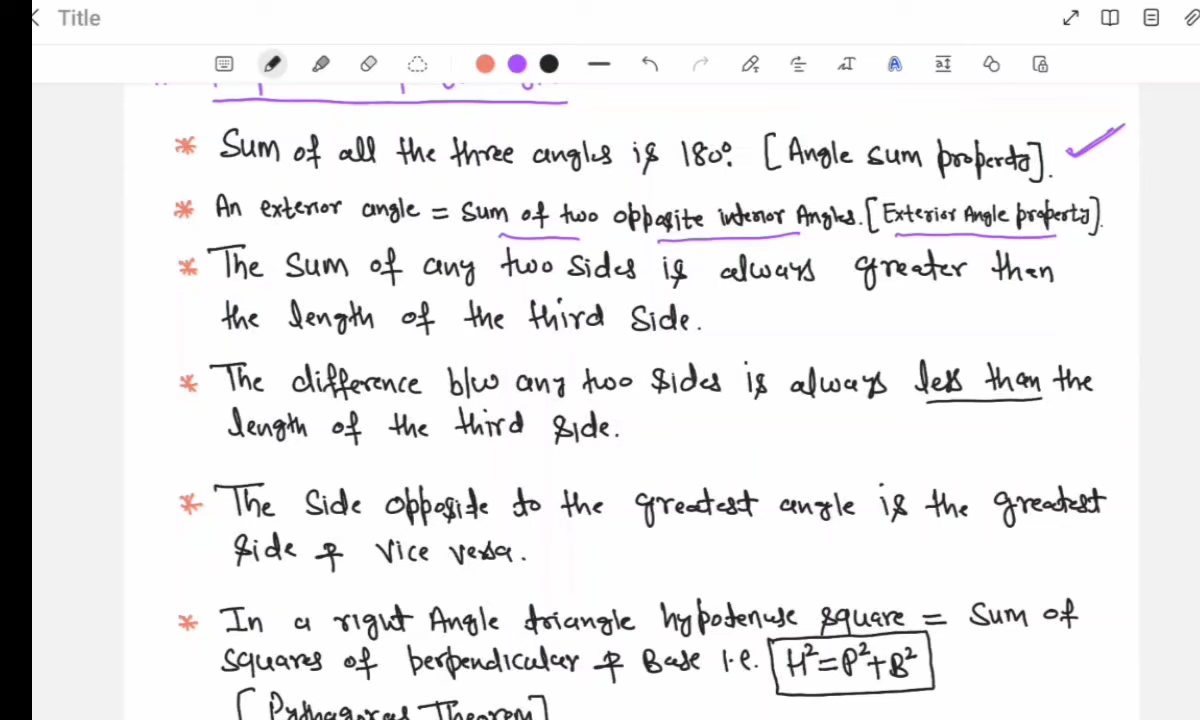 Title
* Sum of all the three angles is 180°. [Angle sum property].
* An exterior angle = sum of two opposite interior Angles. [Exterior Angle property].
* The sum of any two sides is always greater than
the length of the third side.
* The difference b/w any two sides is always less than the
length of the third side.
* The side opposite to the greatest angle is the greatest
side & vice versa.
* In a right Angle triangle hypotenuse square = Sum of
squares of perpendicular & Base i.e. H²=P²+B²
[Pythagoras Theorem]